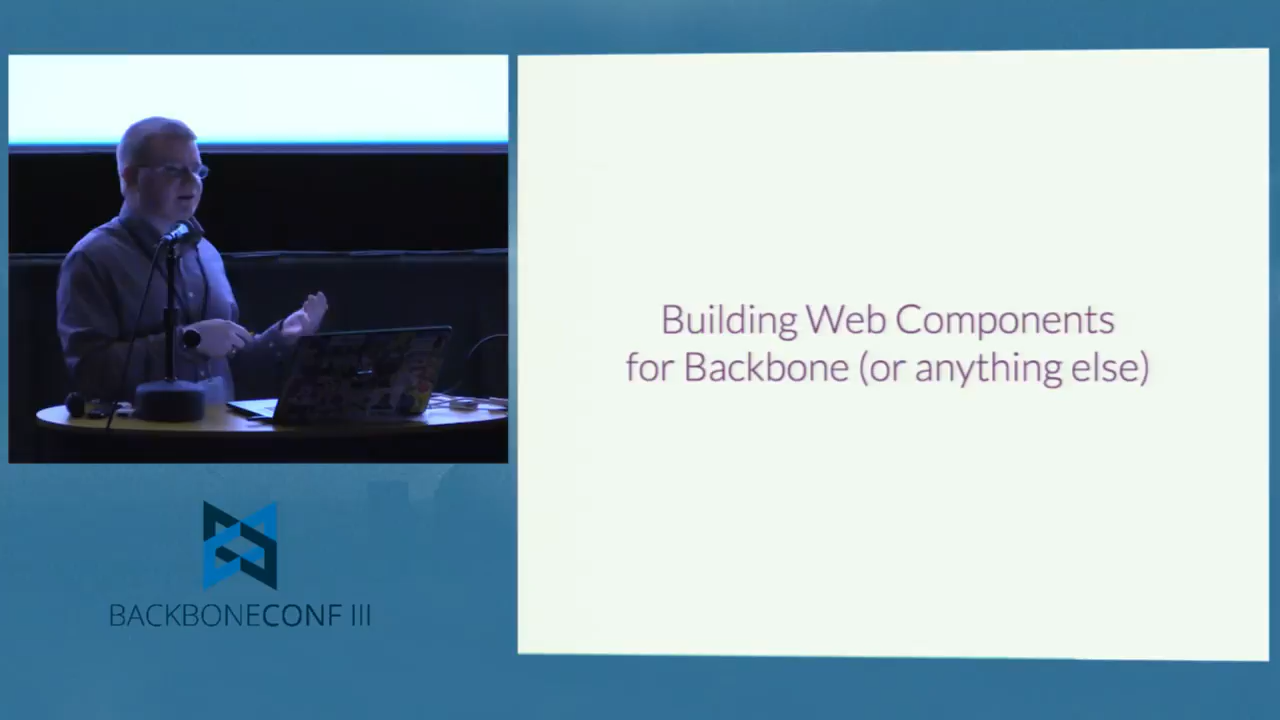 Building Web Components
for Backbone (or anything else)
BACKBONECONF III